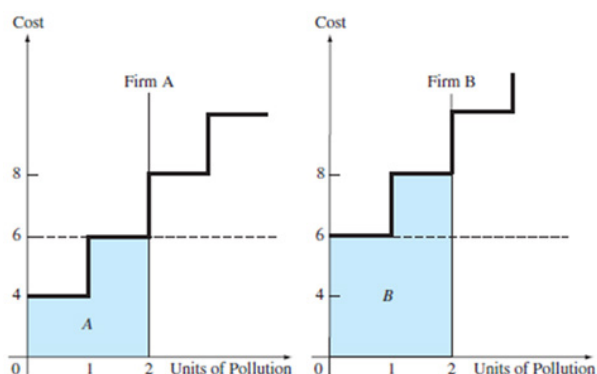 Cost
Firm A
8
6
4
A
0 1 2 Units of Pollution
Cost
Firm B
8
6
4
B
0 1 2 Units of Pollution